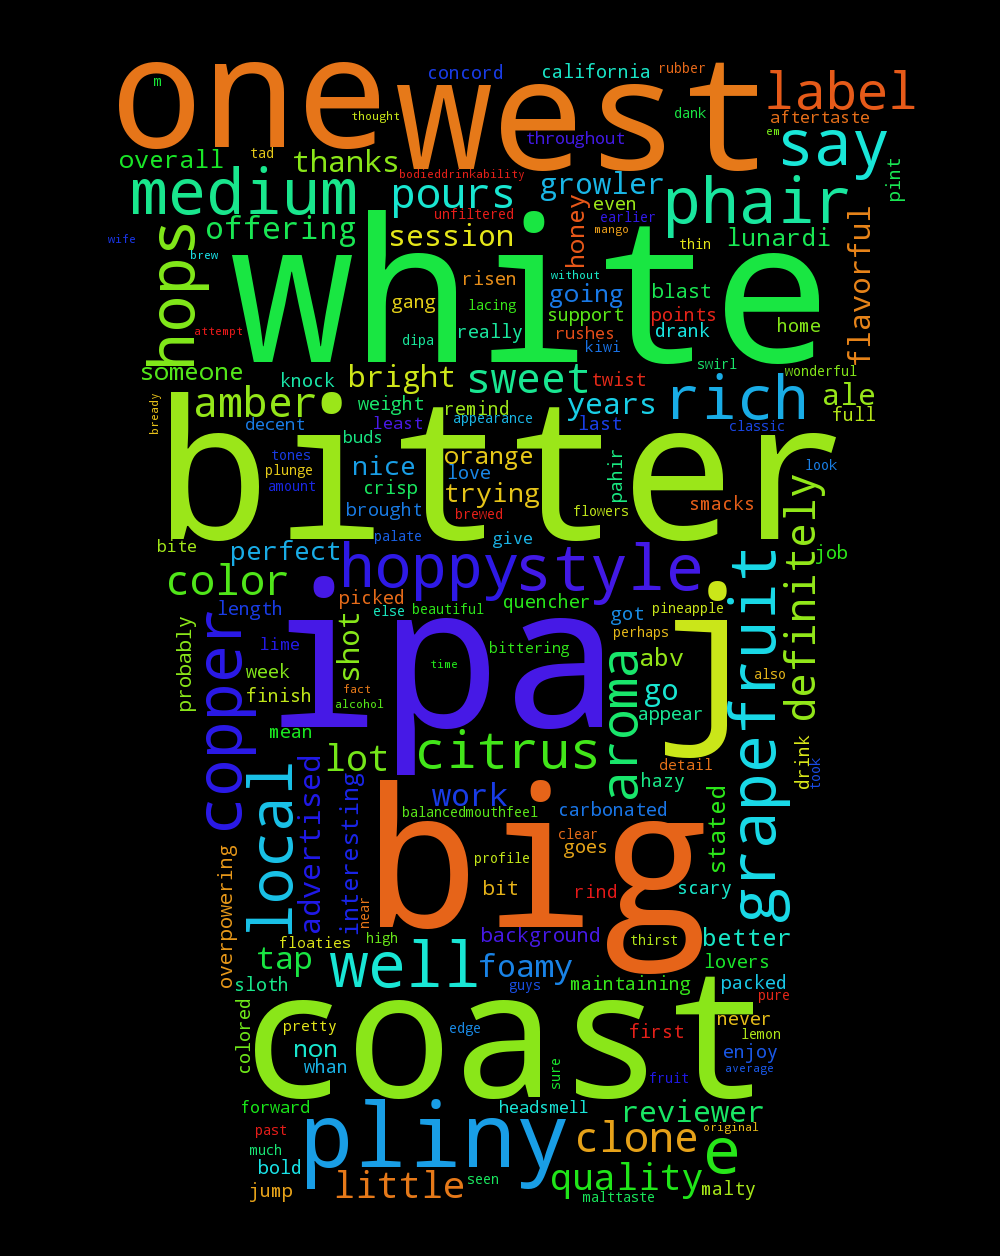 one
west
m
concord
california
rubber
label
thought
dank
aftertaste
em
say
throughout
overall
tad
thanks
bodieddrinkability
medium
pours
growler
phair
pint
hops
offering
unfiltered
even
honey
earlier
mango
session
thin
lunardi
flavorful
wife
brew
white
risen
without
gang
lacing
going
blast
support
points
attempt
dipa
really
rushes
drank
home
kiwi
swirl
someone
knock
bright
sweet
twist
rich
wonderful
ale
full
bready
amber
weight
remind
years
decent
least
appearance
last
classic
buds
bitter
tones
plunge
amount
nice
orange
love
crisp
trying
pahir
look
brought
brewed
flowers
smacks
definitely
bite
perfect
palate
give
hoppy
style
job
color
picked
quencher
grapefruit
length
else
beautiful
got
pineapple
perhaps
copper
probably
lime
shot
ipa
j
time
bittering
aroma
abv
also
week
fact
go
finish
alcohol
appear
mean
lot
citrus
detail
hazy
drink
took
local
advertised
interesting
work
balancedmouthfeel
carbonated
stated
big
clear
goes
profile
overpowering
bit
rind
scary
near
floaties
high
background
thirst
better
tap
well
foamy
lovers
sloth
guys
maintaining
packed
pure
coast
colored
pretty
edge
first
never
lemon
non
whan
sure
enjoy
average
fruit
forward
headsmell
reviewer
past
pliny
clone
original
e
much
bold
jump
little
seen
quality
malttaste
malty